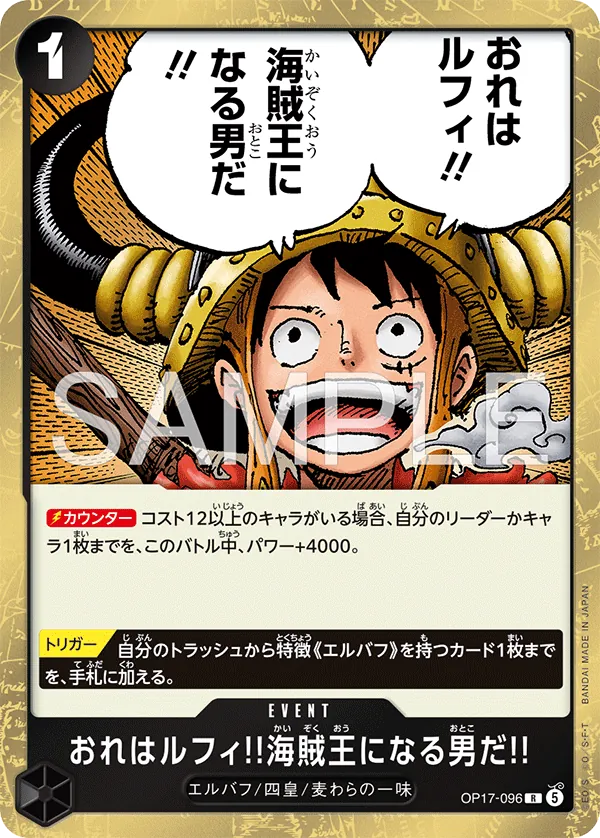 1
おれは
ルフィ!!
海賊王に
なる男だ
!!
SAMPLE
カウンター コスト12以上のキャラがいる場合、自分のリーダーかキャ
ラ1枚までを、このバトル中、パワー+4000。
トリガー 自分のトラッシュから特徴《エルバフ》を持つカード1枚まで
を、手札に加える。
EVENT
おれはルフィ!!海賊王になる男だ!!
エルバフ/四皇/麦わらの一味
OP17-096 R 5
BANDAI MADE IN JAPAN